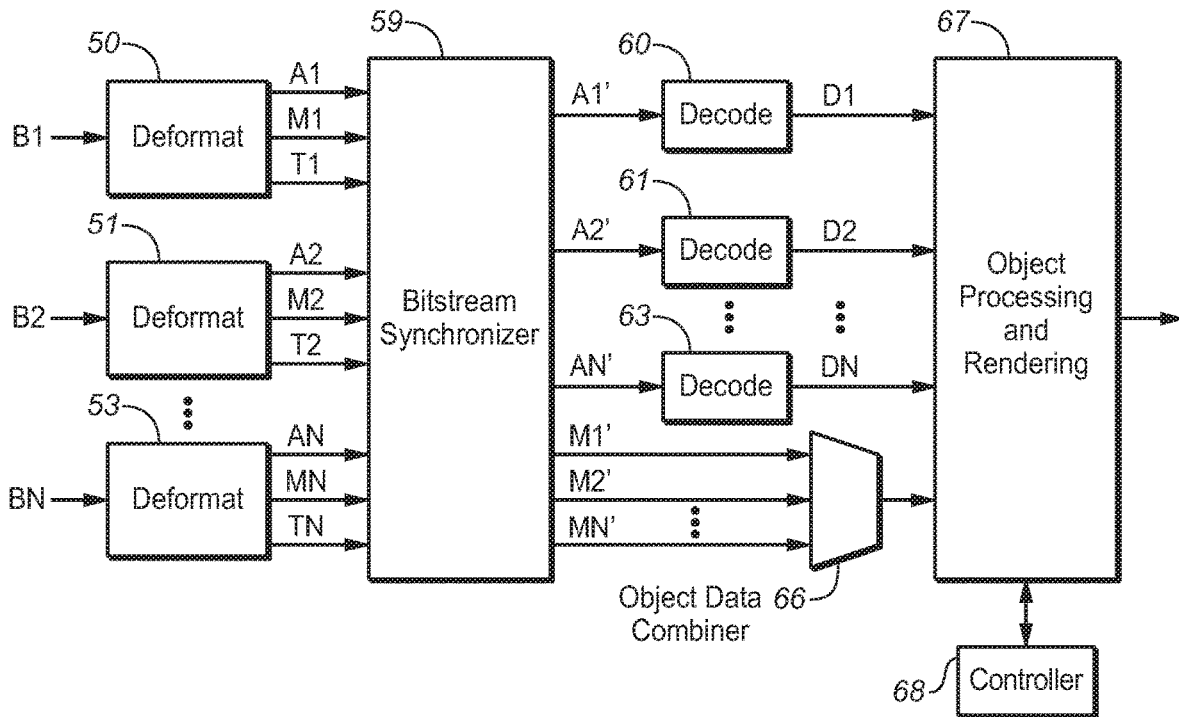 50
59
60
67
A1
M1
T1
B1
Deformat
A1'
Decode
D1
51
61
A2
M2
T2
B2
Deformat
Bitstream
Synchronizer
A2'
Decode
D2
Object
Processing
and
Rendering
53
63
AN'
Decode
DN
AN
MN
TN
BN
Deformat
M1'
M2'
MN'
Object Data
Combiner
66
68
Controller